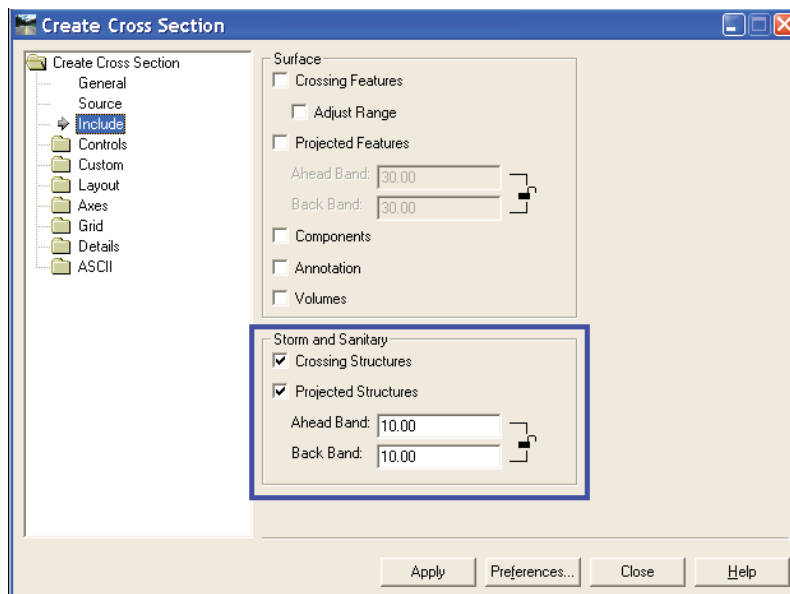 Create Cross Section
Create Cross Section
General
Source
Include
Controls
Custom
Layout
Axes
Grid
Details
ASCII
Surface
Crossing Features
Adjust Range
Projected Features
Ahead Band: 30.00
Back Band: 30.00
Components
Annotation
Volumes
Storm and Sanitary
Crossing Structures
Projected Structures
Ahead Band: 10.00
Back Band: 10.00
Apply Preferences... Close Help